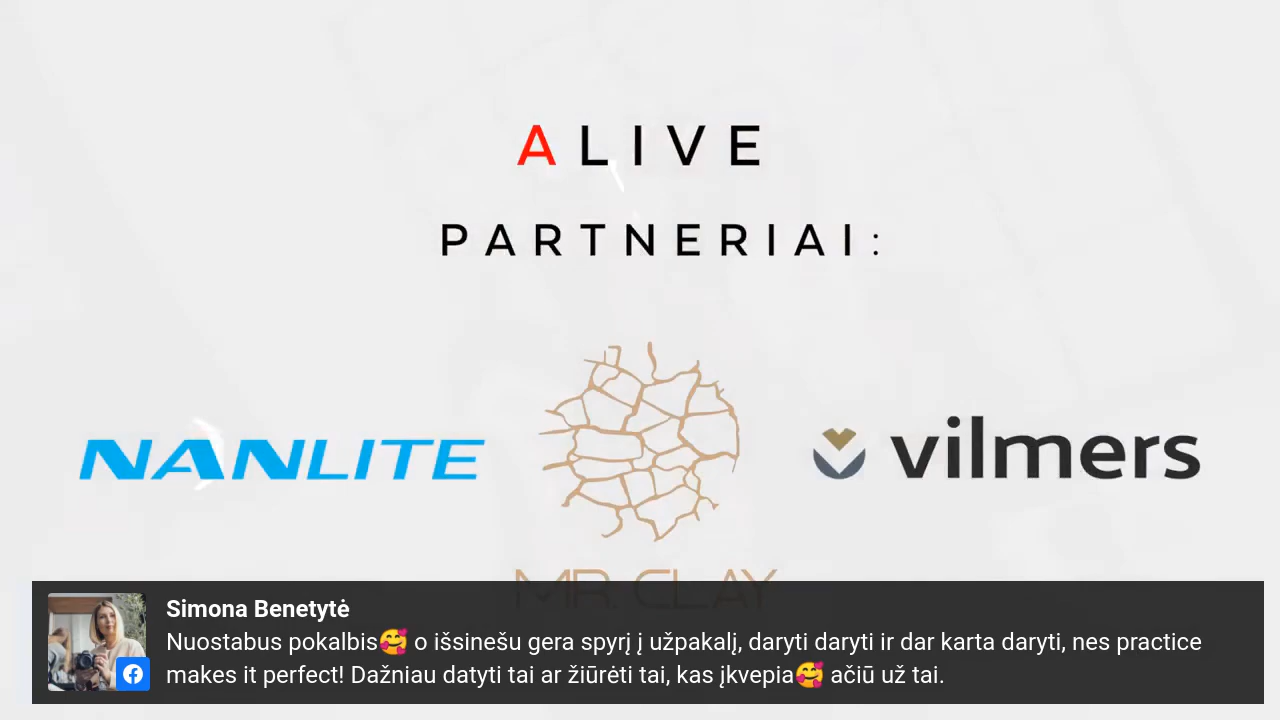 ALIVE
PARTNERIAI:
NANLITE
vilmers
MR. CLAY
Simona Benetytė
Nuostabus pokalbis🥰 o išsinešu gera spyrį į užpakalį, daryti daryti ir dar karta daryti, nes practice
makes it perfect! Dažniau datyti tai ar žiūrėti tai, kas įkvepia🥰 ačiū už tai.